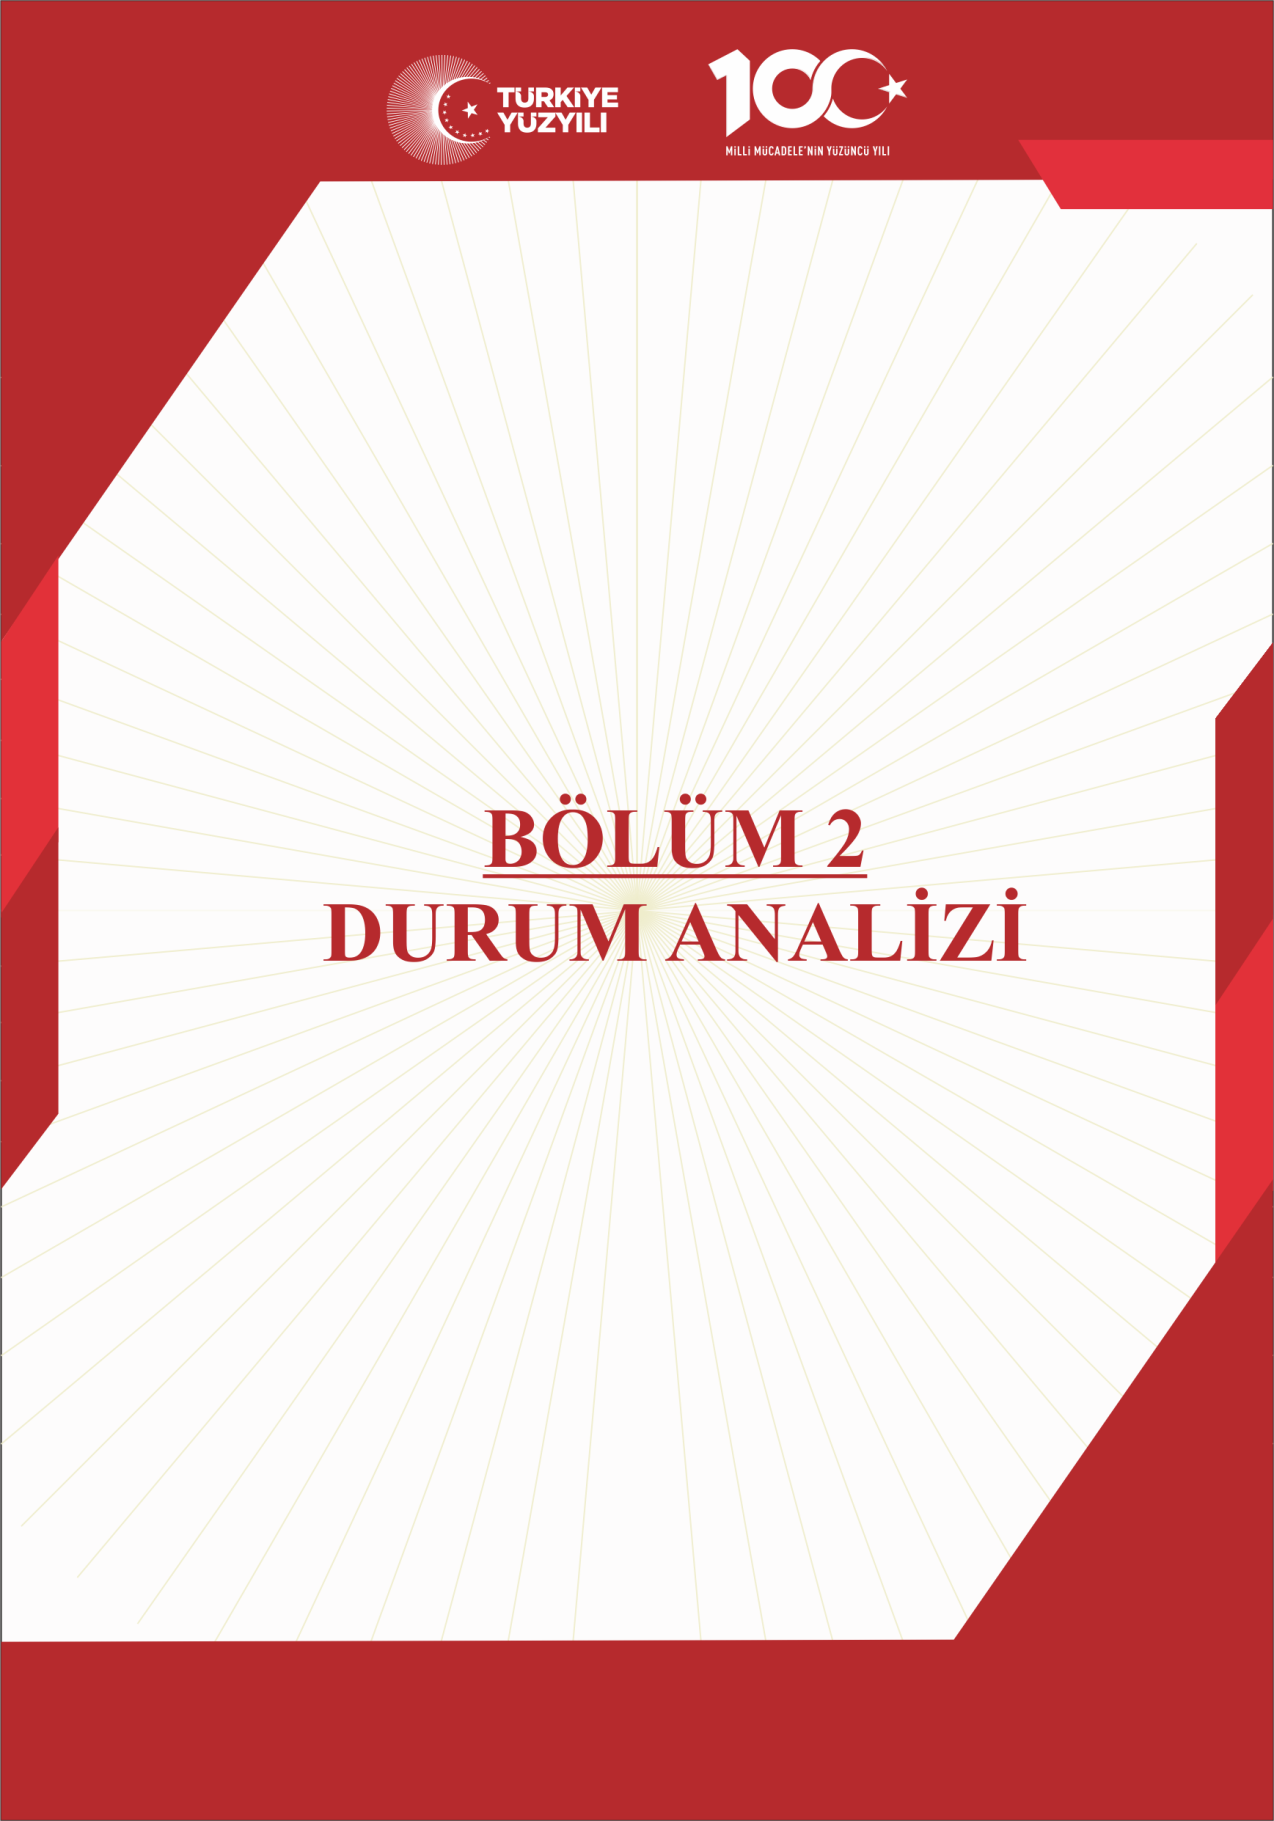 TÜRKİYE
YÜZYILI
100
MİLLİ MÜCADELE'NİN YÜZÜNCÜ YILI
BÖLÜM 2
DURUM ANALİZİ